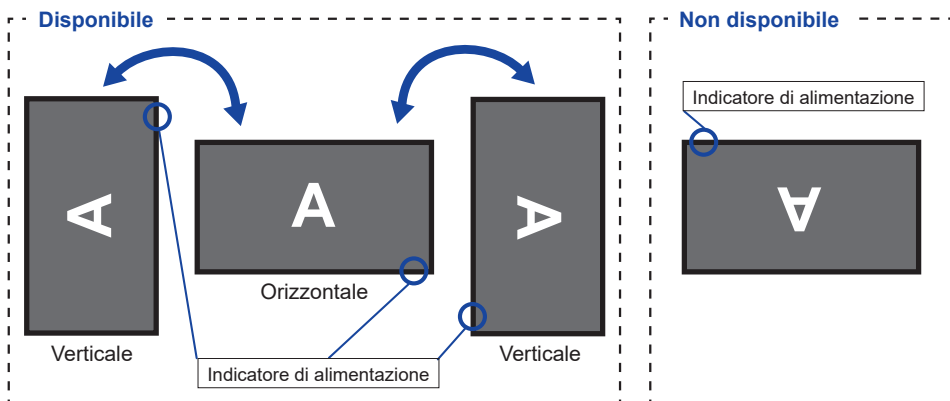 Disponibile
Non disponibile
Indicatore di alimentazione
A
A
A
A
Orizzontale
Verticale
Verticale
Indicatore di alimentazione